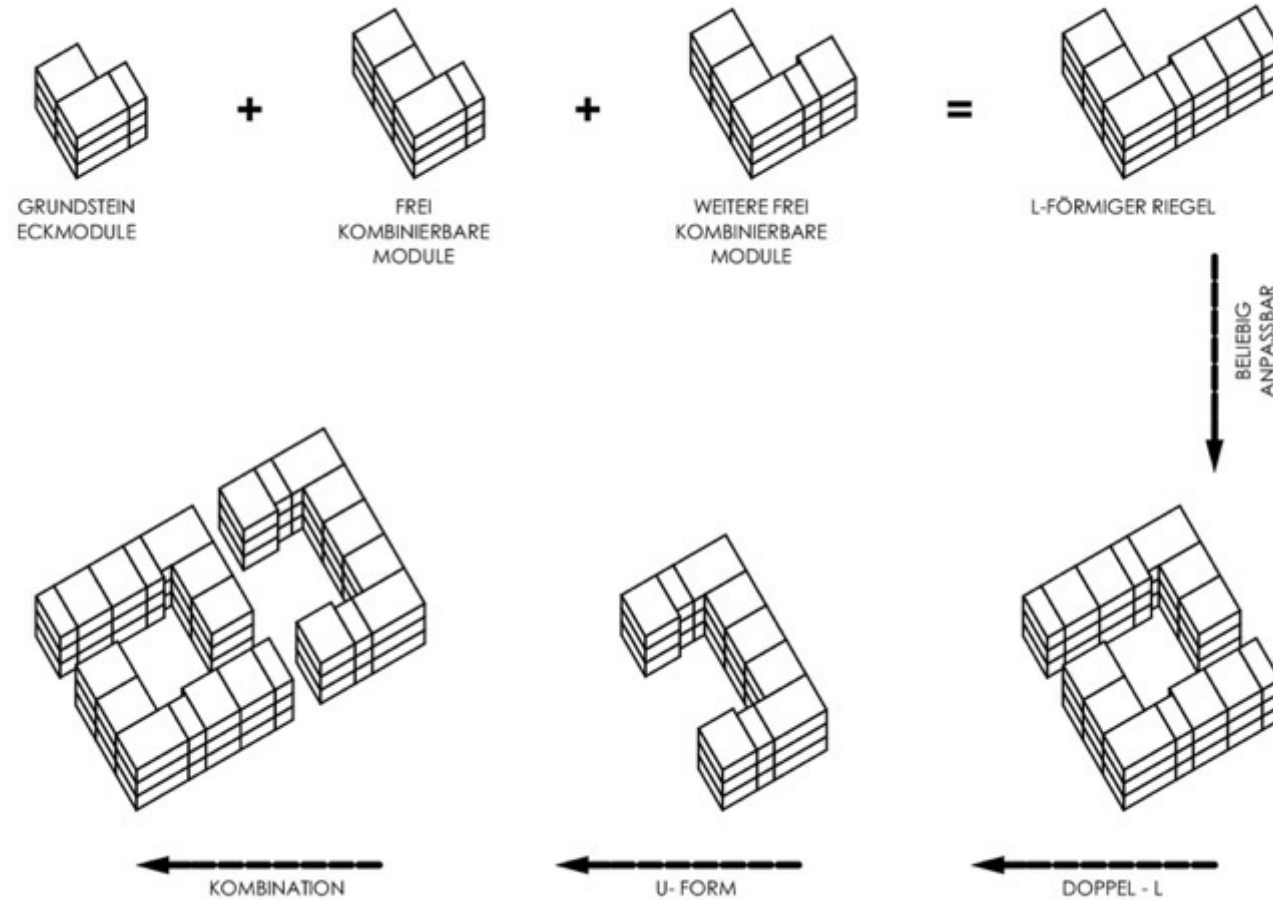 +
+
=
GRUNDSTEIN
ECKMODULE
FREI
KOMBINIERBARE
MODULE
WEITERE FREI
KOMBINIERBARE
MODULE
L-FÖRMIGER RIEGEL
BELIEBIG
ANPASSBAR
DOPPEL - L
U- FORM
KOMBINATION